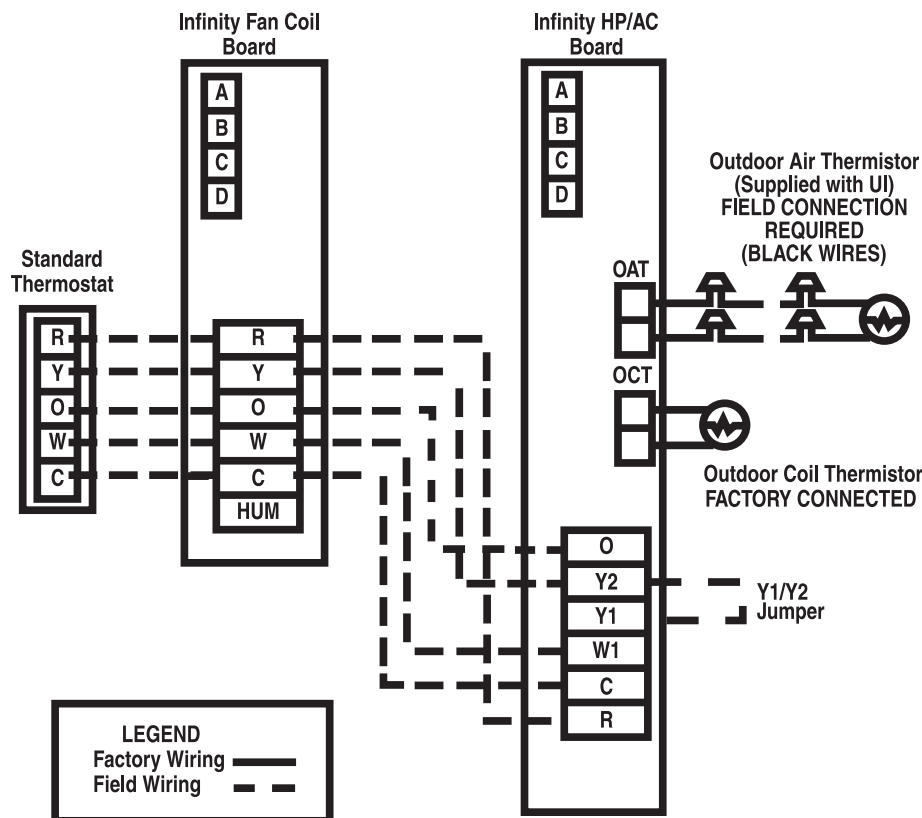 Infinity Fan Coil
Board
Infinity HP/AC
Board
A
B
C
D
A
B
C
D
Outdoor Air Thermistor
(Supplied with UI)
FIELD CONNECTION
REQUIRED
(BLACK WIRES)
Standard
Thermostat
OAT
R
Y
O
W
C
R
Y
O
W
C
HUM
OCT
Outdoor Coil Thermistor
FACTORY CONNECTED
O
Y2
Y1
W1
C
R
Y1/Y2
Jumper
LEGEND
Factory Wiring
Field Wiring